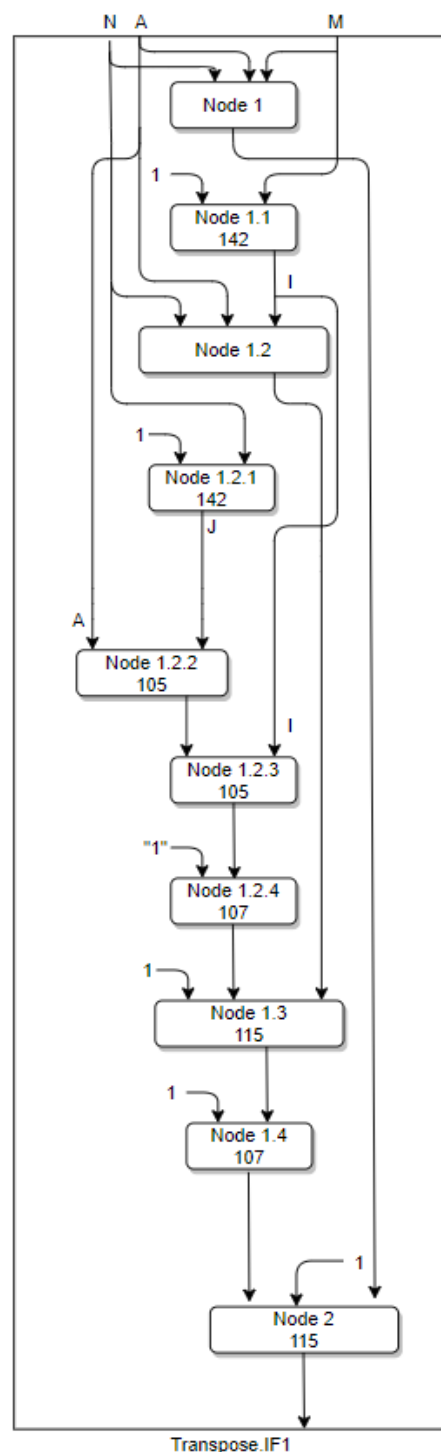 N A M
Node 1
1
Node 1.1
142
I
Node 1.2
1
Node 1.2.1
142
J
A
Node 1.2.2
105
I
Node 1.2.3
105
"1"
Node 1.2.4
107
1
Node 1.3
115
1
Node 1.4
107
1
Node 2
115
Transpose.IF1